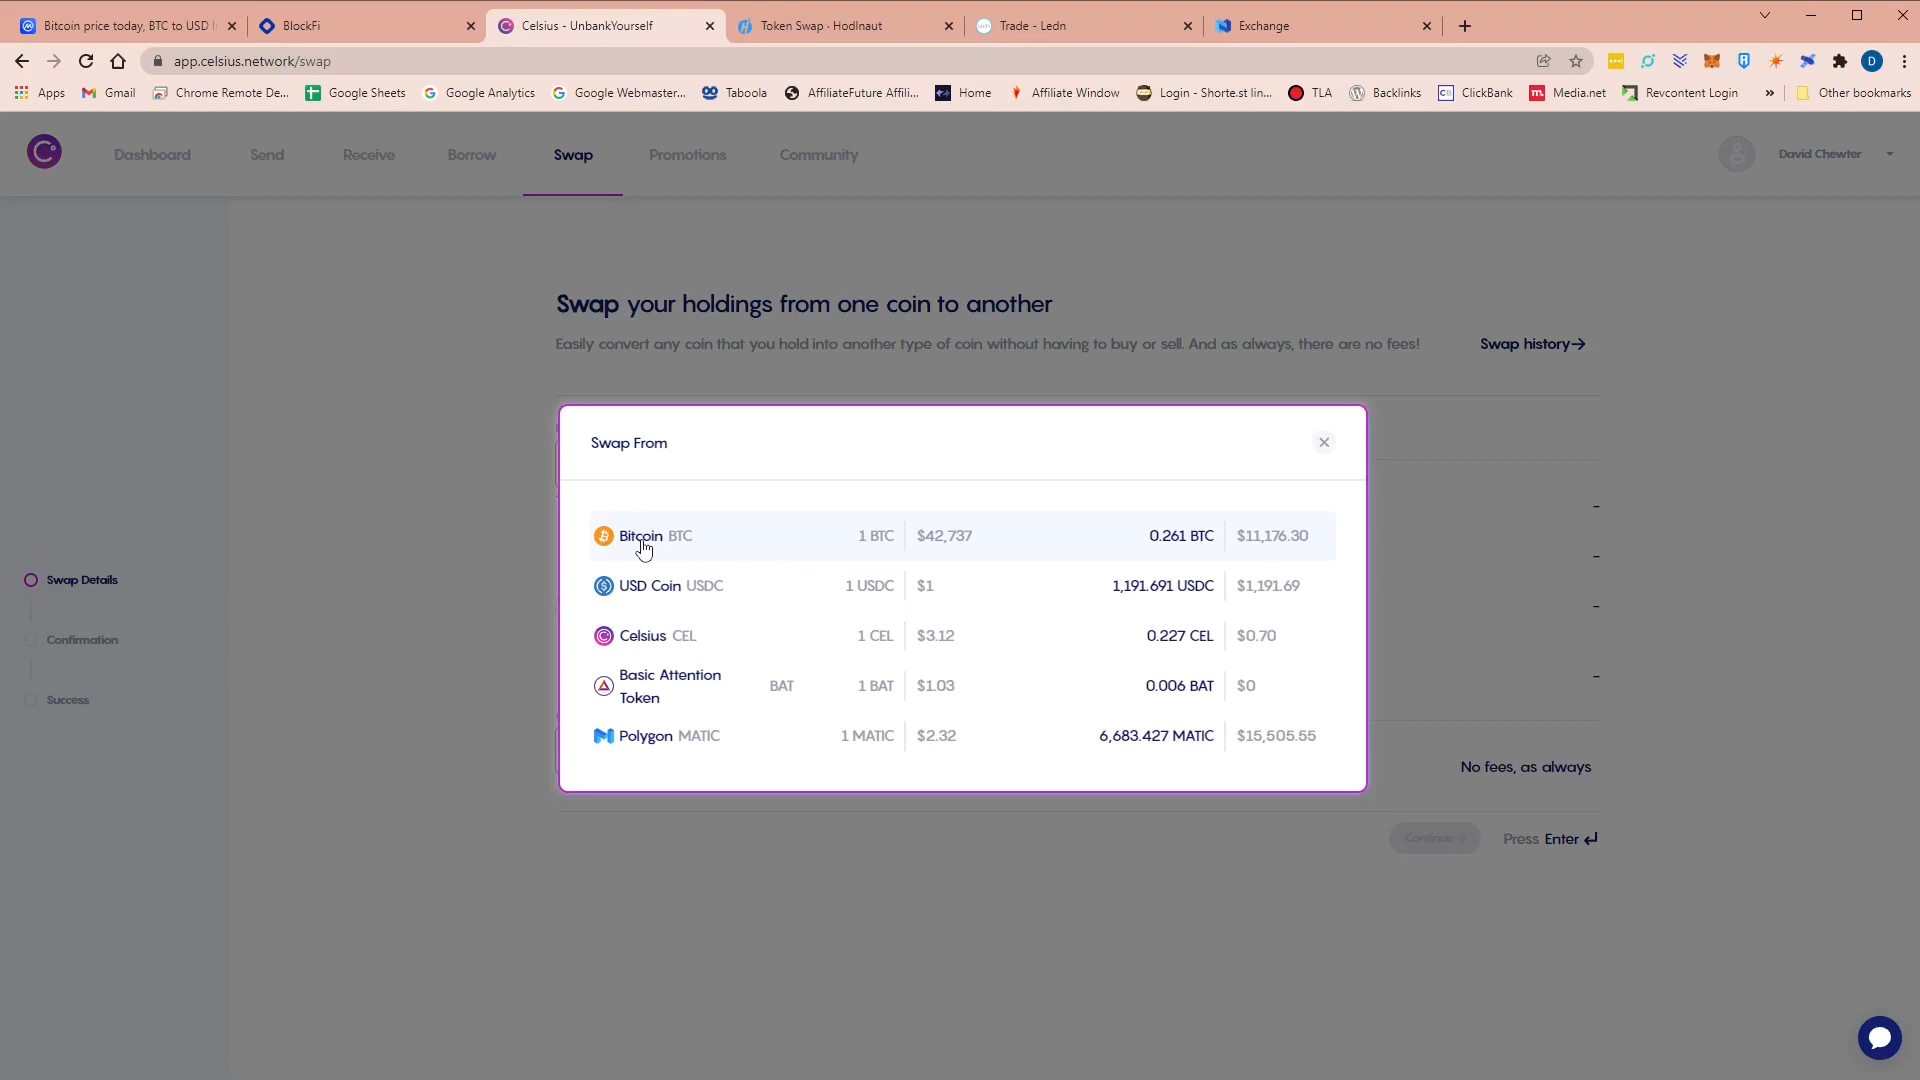 Bitcoin price today, BTC to USD li
BlockFi
Celsius - UnbankYourself
Token Swap · Hodlnaut
Trade - Ledn
Exchange
app.celsius.network/swap
D
Apps
Gmail
Chrome Remote De...
Google Sheets
Google Analytics
Google Webmaster...
Taboola
AffiliateFuture Affili...
Home
Affiliate Window
Login - Shorte.st lin...
TLA
Backlinks
ClickBank
Media.net
Revcontent Login
»
Other bookmarks
Dashboard
Send
Receive
Borrow
Swap
Promotions
Community
David Chewter
Swap your holdings from one coin to another
Easily convert any coin that you hold into another type of coin without having to buy or sell. And as always, there are no fees!
Swap history→
Swap From
Bitcoin BTC 1 BTC $42,737 0.261 BTC $11,176.30
USD Coin USDC 1 USDC $1 1,191.691 USDC $1,191.69
Celsius CEL 1 CEL $3.12 0.227 CEL $0.70
Basic Attention
Token BAT 1 BAT $1.03 0.006 BAT $0
Polygon MATIC 1 MATIC $2.32 6,683.427 MATIC $15,505.55
Swap Details
Confirmation
Success
No fees, as always
Continue→
Press Enter ↵